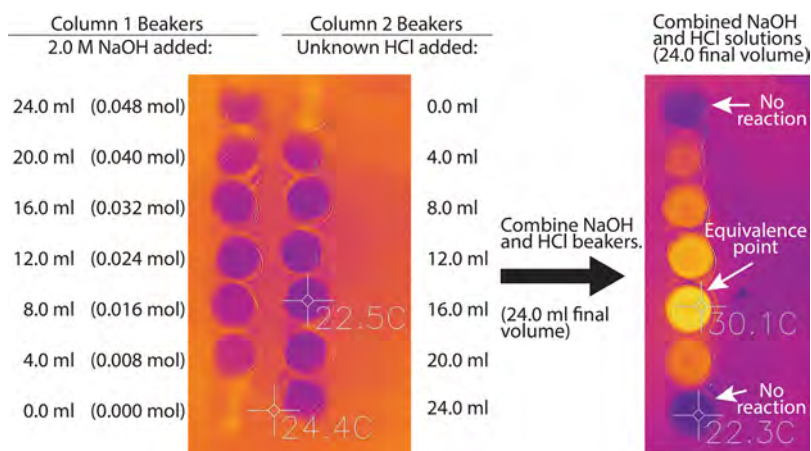 Column 1 Beakers
2.0 M NaOH added:
24.0 ml (0.048 mol)
20.0 ml (0.040 mol)
16.0 ml (0.032 mol)
12.0 ml (0.024 mol)
8.0 ml (0.016 mol)
4.0 ml (0.008 mol)
0.0 ml (0.000 mol)
Column 2 Beakers
Unknown HCl added:
0.0 ml
4.0 ml
8.0 ml
12.0 ml
16.0 ml
20.0 ml
24.0 ml
22.5C
24.4C
Combine NaOH
and HCl beakers.
(24.0 ml final
volume)
Combined NaOH
and HCl solutions
(24.0 final volume)
No
reaction
Equivalence
point
30.1C
No
reaction
22.3C